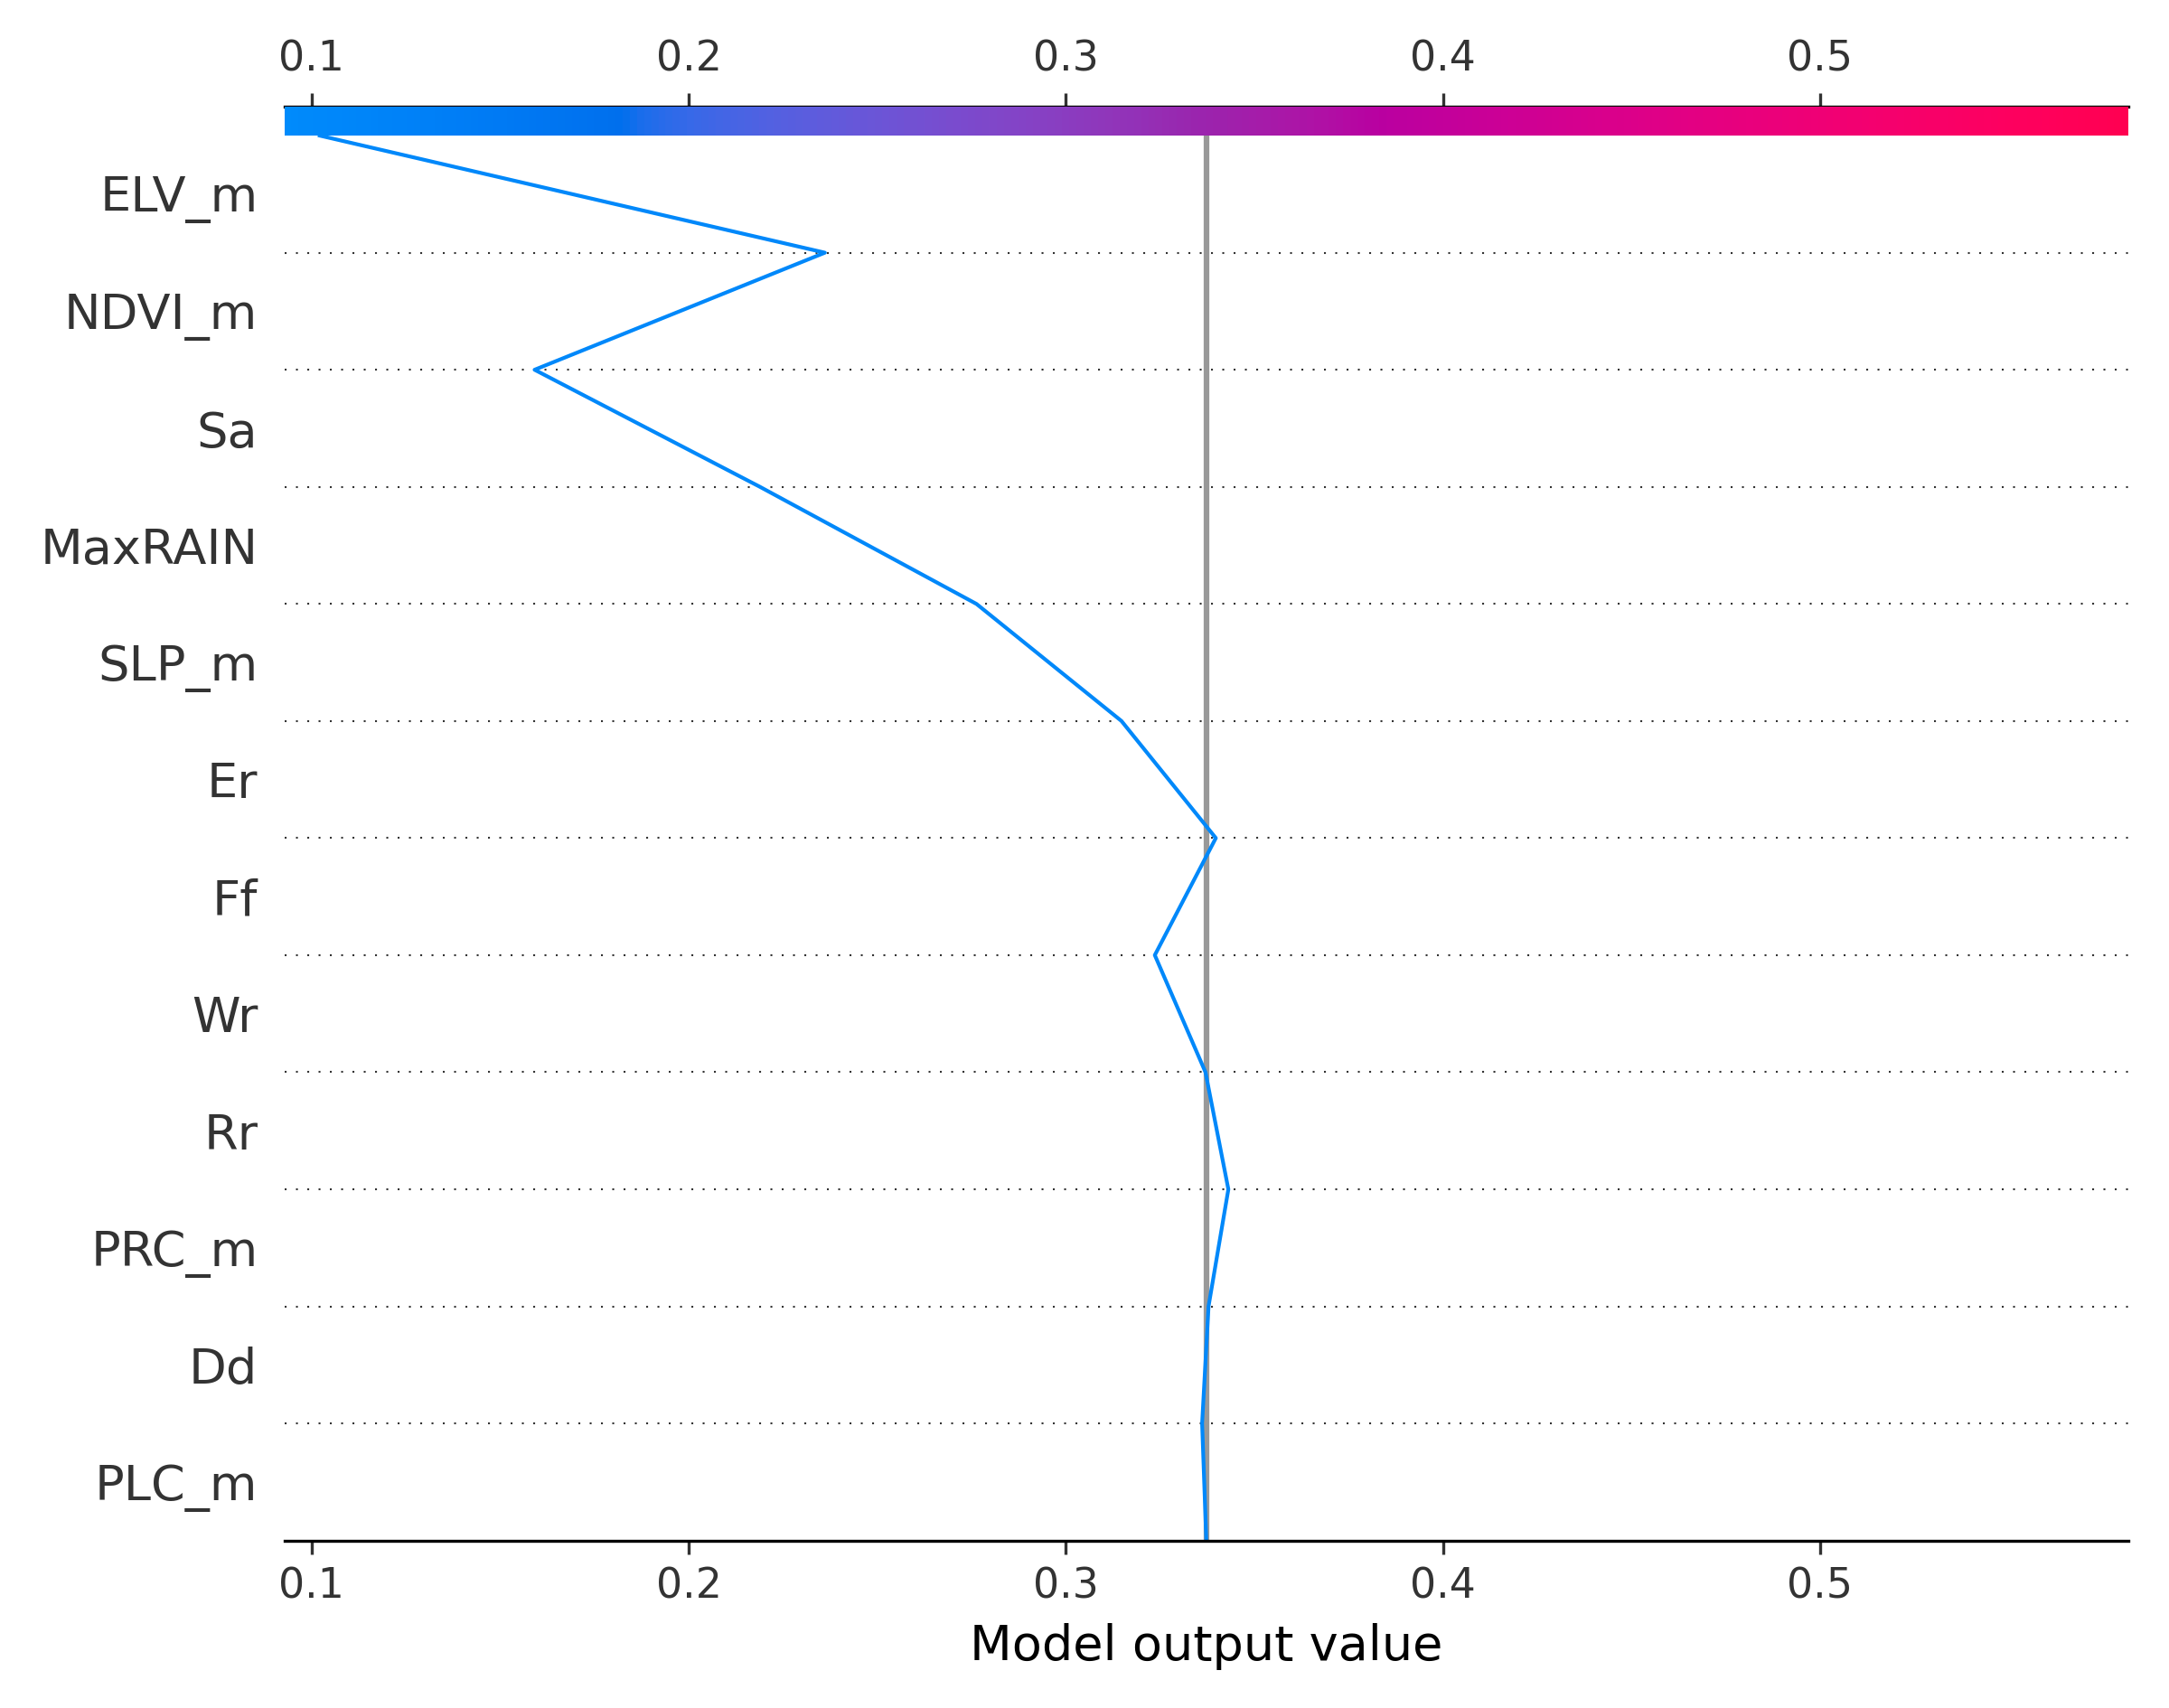 0.1 0.2 0.3 0.4 0.5
ELV_m
NDVI_m
Sa
MaxRAIN
SLP_m
Er
Ff
Wr
Rr
PRC_m
Dd
PLC_m
0.1 0.2 0.3 0.4 0.5
Model output value